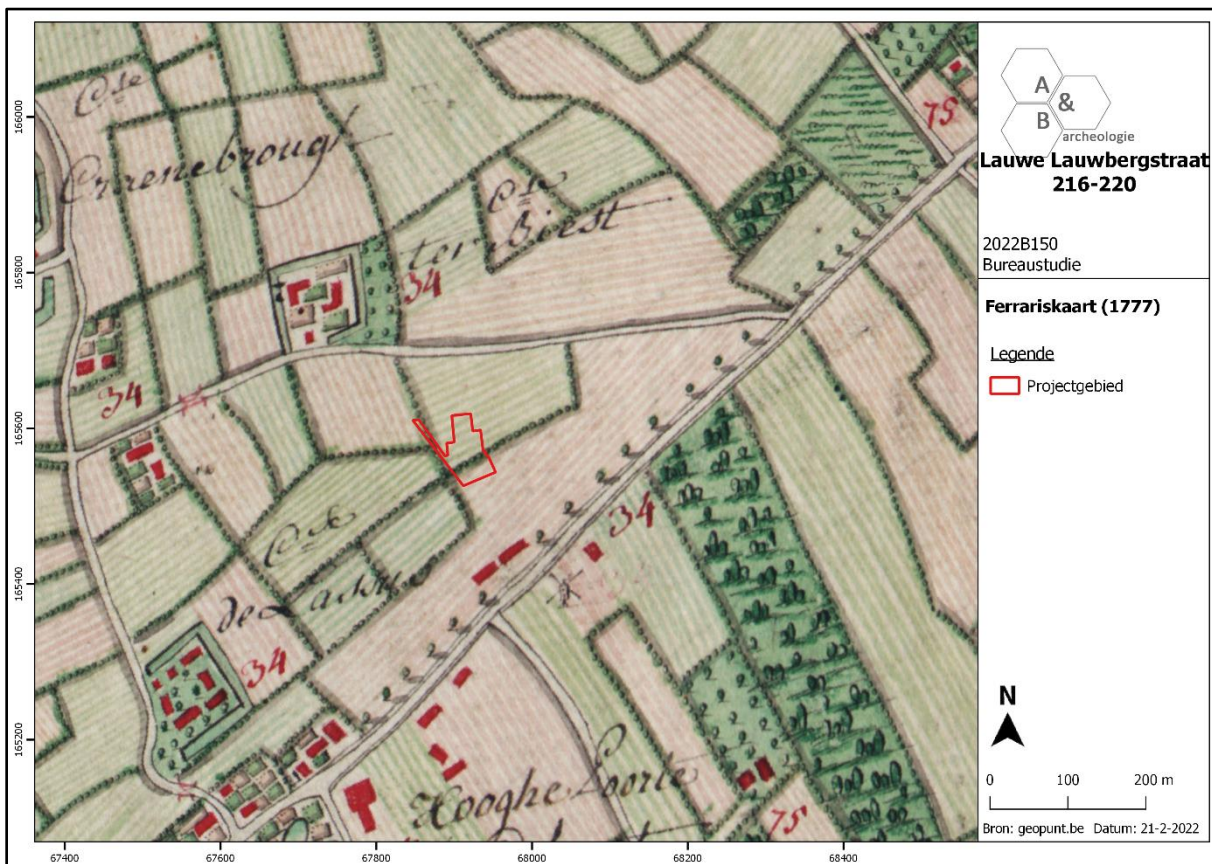 A
&
B
archeologie
Lauwe Lauwbergstraat
216-220
2022B150
Bureaustudie
Ferrariskaart (1777)
Legende
Projectgebied
N
0 100 200 m
Bron: geopunt.be Datum: 21-2-2022
166000
165800
165600
165400
165200
67400 67600 67800 68000 68200 68400
75
ter Biest
34
34
34
34
Hooghe Poorte
75